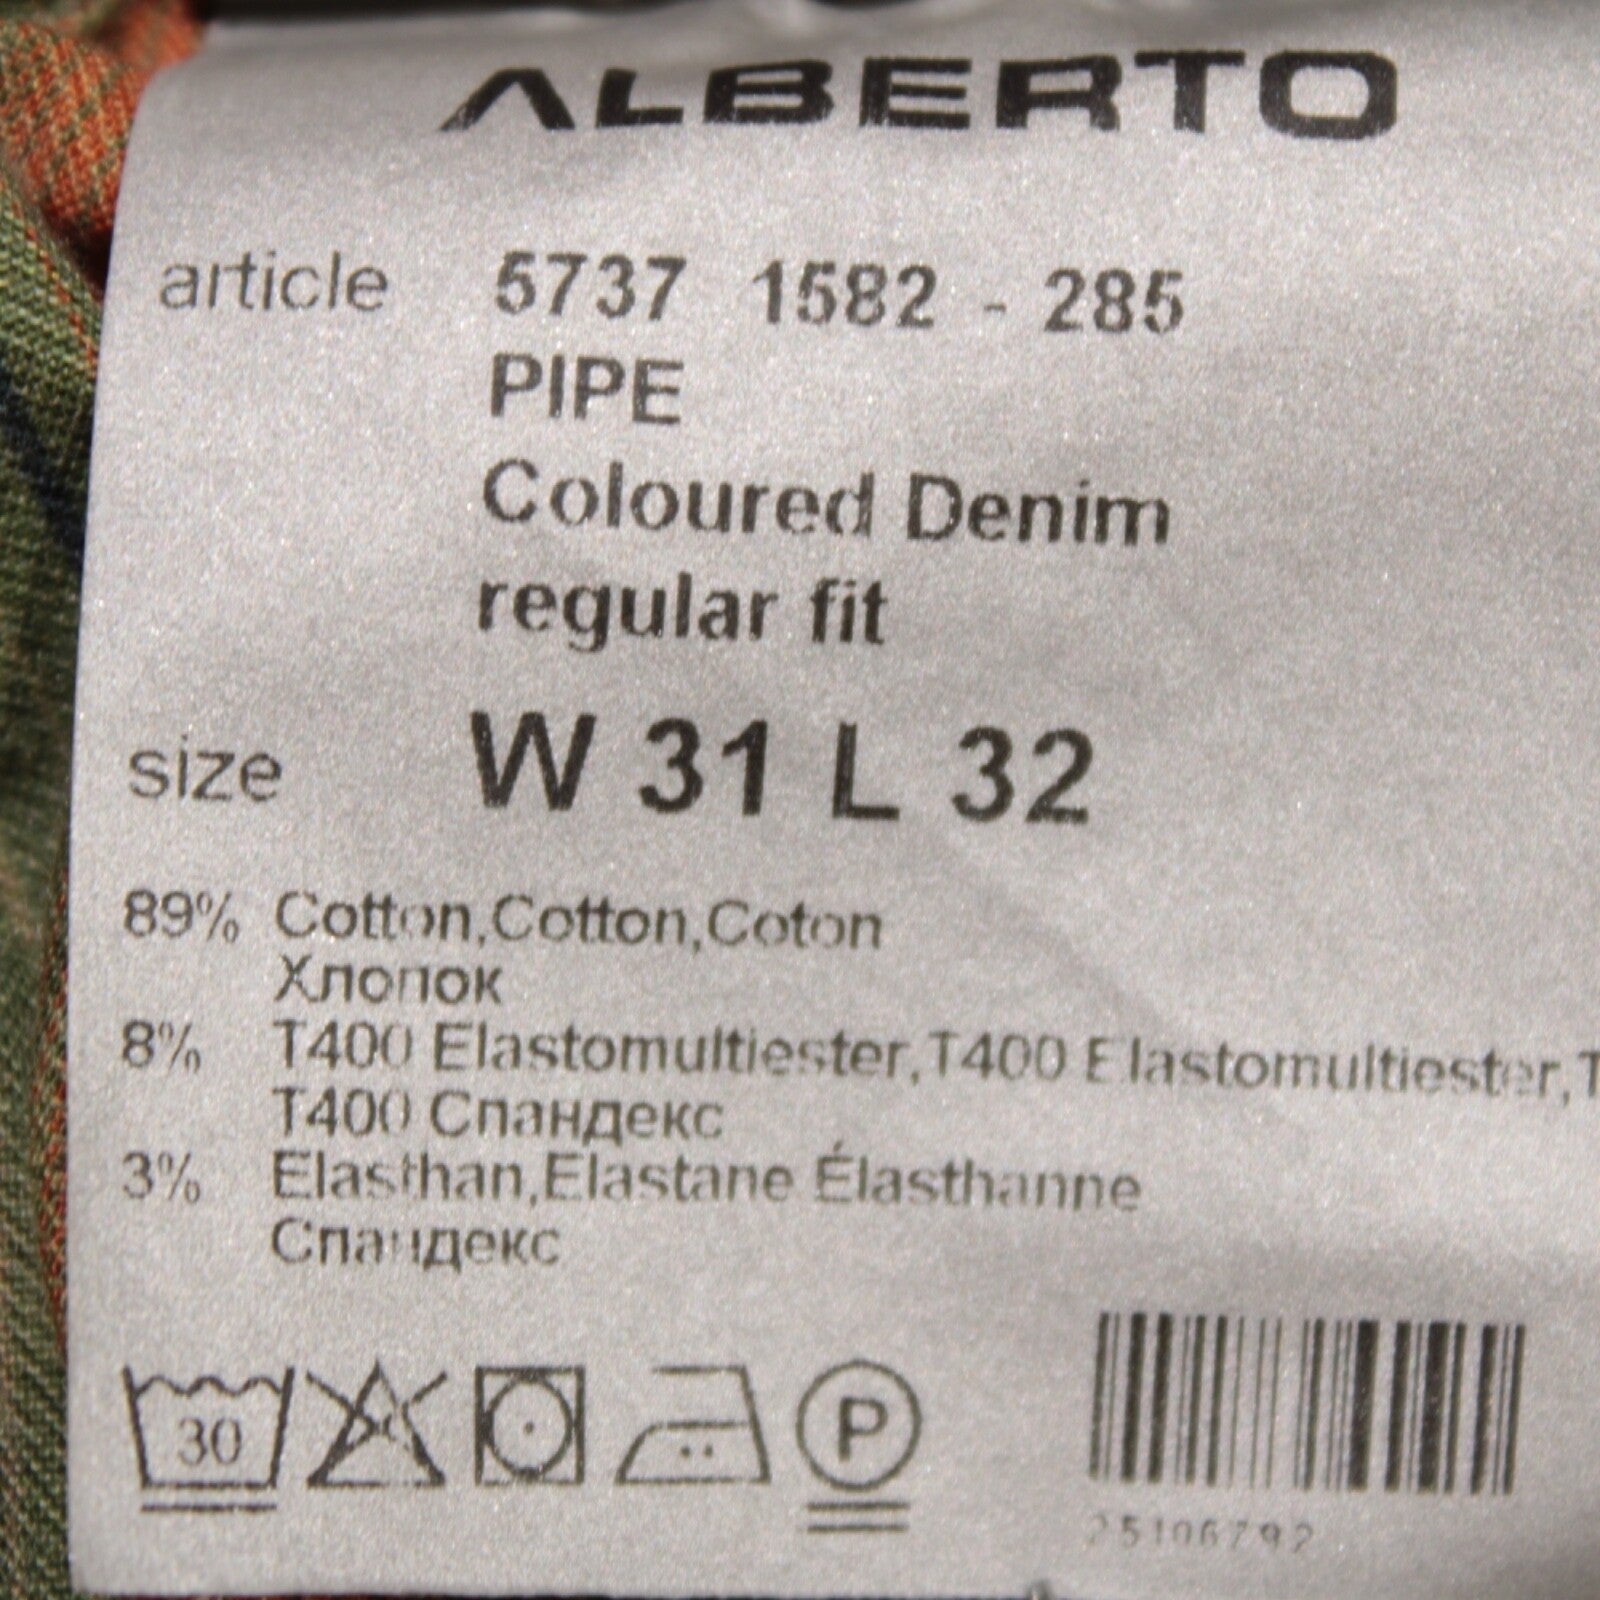 ALBERTO
article 5737 1582 - 285
PIPE
Coloured Denim
regular fit
size W 31 L 32
89% Cotton,Cotton,Coton
Хлопок
8% T400 Elastomultiester,T400 Elastomultiester,T
T400 Спандекс
3% Elasthan,Elastane Élasthanne
Спандекс
30
P
25106792